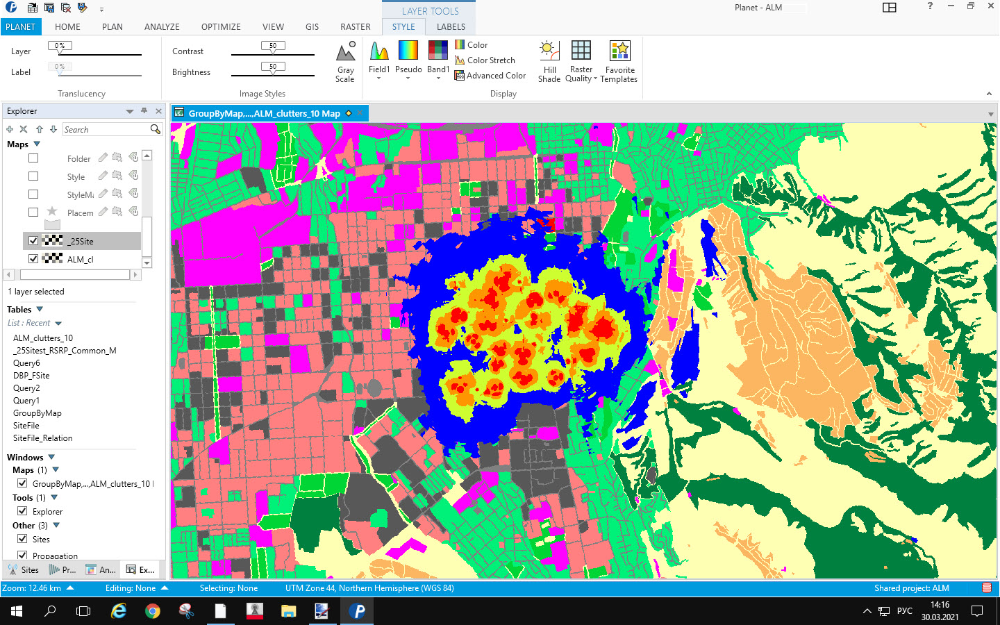 LAYER TOOLS
Planet - ALM
PLANET HOME PLAN ANALYZE OPTIMIZE VIEW GIS RASTER STYLE LABELS
Layer 0 %
Label 0 %
Translucency
Contrast 50
Brightness 50
Gray Scale
Image Styles
Field1
Pseudo
Band1
Color
Color Stretch
Advanced Color
Hill Shade
Raster Quality
Favorite Templates
Display
Explorer
GroupByMap,...,ALM_clutters_10 Map
Search
Maps
Folder
Style
StyleMa
Placem
_25Site
ALM_cl
1 layer selected
Tables
List : Recent
ALM_clutters_10
_25Sitest_RSRP_Common_M
Query6
DBP_FSite
Query2
Query1
GroupByMap
SiteFile
SiteFile_Relation
Windows
Maps (1)
GroupByMap,...,ALM_clutters_10
Tools (1)
Explorer
Other (3)
Sites
Propagation
Sites Pr... An... Ex...
Zoom: 12.46 km Editing: None Selecting: None UTM Zone 44, Northern Hemisphere (WGS 84) Shared project: ALM
РУС
14:16
30.03.2021